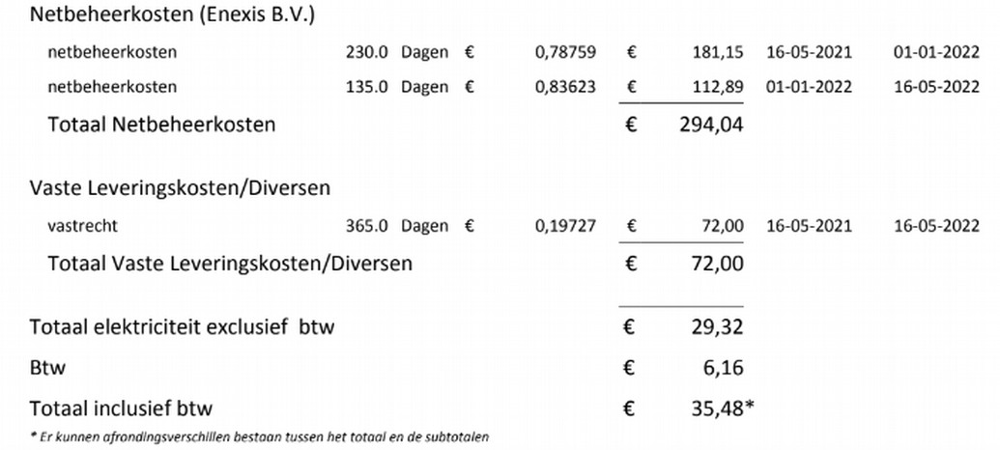 Netbeheerkosten (Enexis B.V.)
netbeheerkosten 230.0 Dagen € 0,78759 € 181,15 16-05-2021 01-01-2022
netbeheerkosten 135.0 Dagen € 0,83623 € 112,89 01-01-2022 16-05-2022
Totaal Netbeheerkosten € 294,04
Vaste Leveringskosten/Diversen
vastrecht 365.0 Dagen € 0,19727 € 72,00 16-05-2021 16-05-2022
Totaal Vaste Leveringskosten/Diversen € 72,00
Totaal elektriciteit exclusief btw € 29,32
Btw € 6,16
Totaal inclusief btw € 35,48*
* Er kunnen afrondingsverschillen bestaan tussen het totaal en de subtotalen